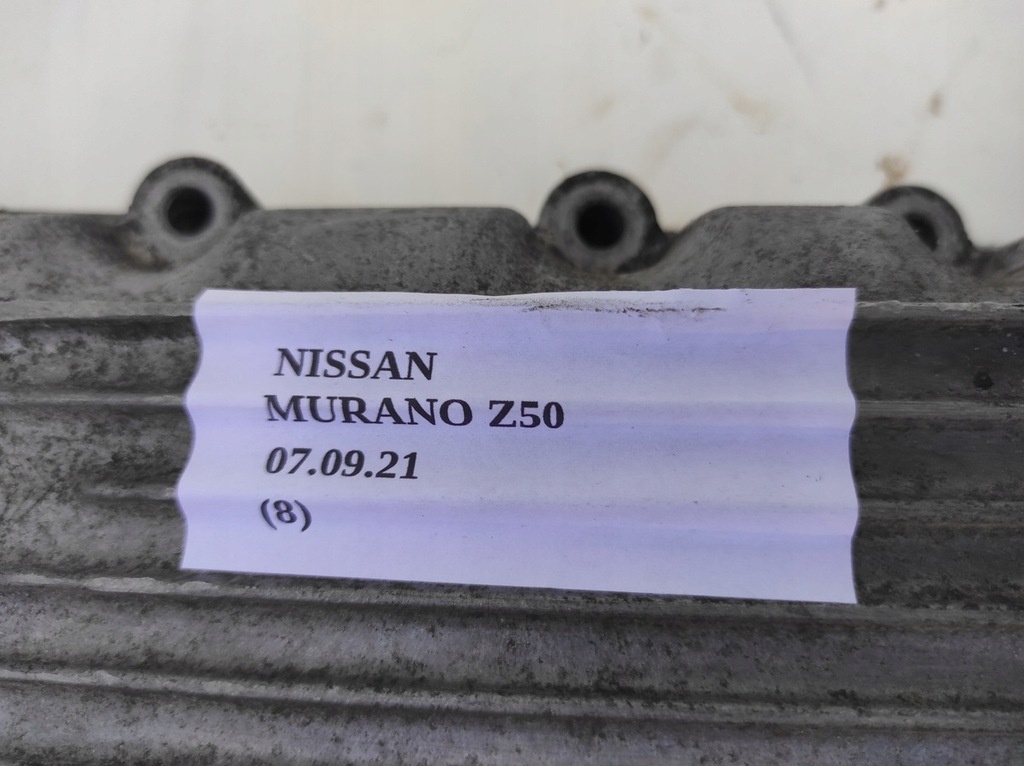 NISSAN
MURANO Z50
07.09.21
(8)